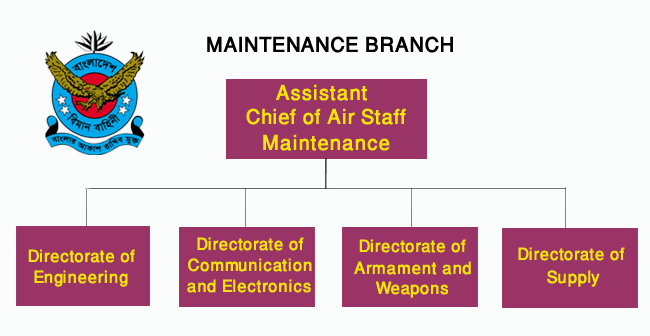 MAINTENANCE BRANCH
বাংলাদেশ
বিমান বাহিনী
বাংলার আকাশ রাখিব মুক্ত
Assistant
Chief of Air Staff
Maintenance
Directorate of
Engineering
Directorate of
Communication
and Electronics
Directorate of
Armament and
Weapons
Directorate of
Supply